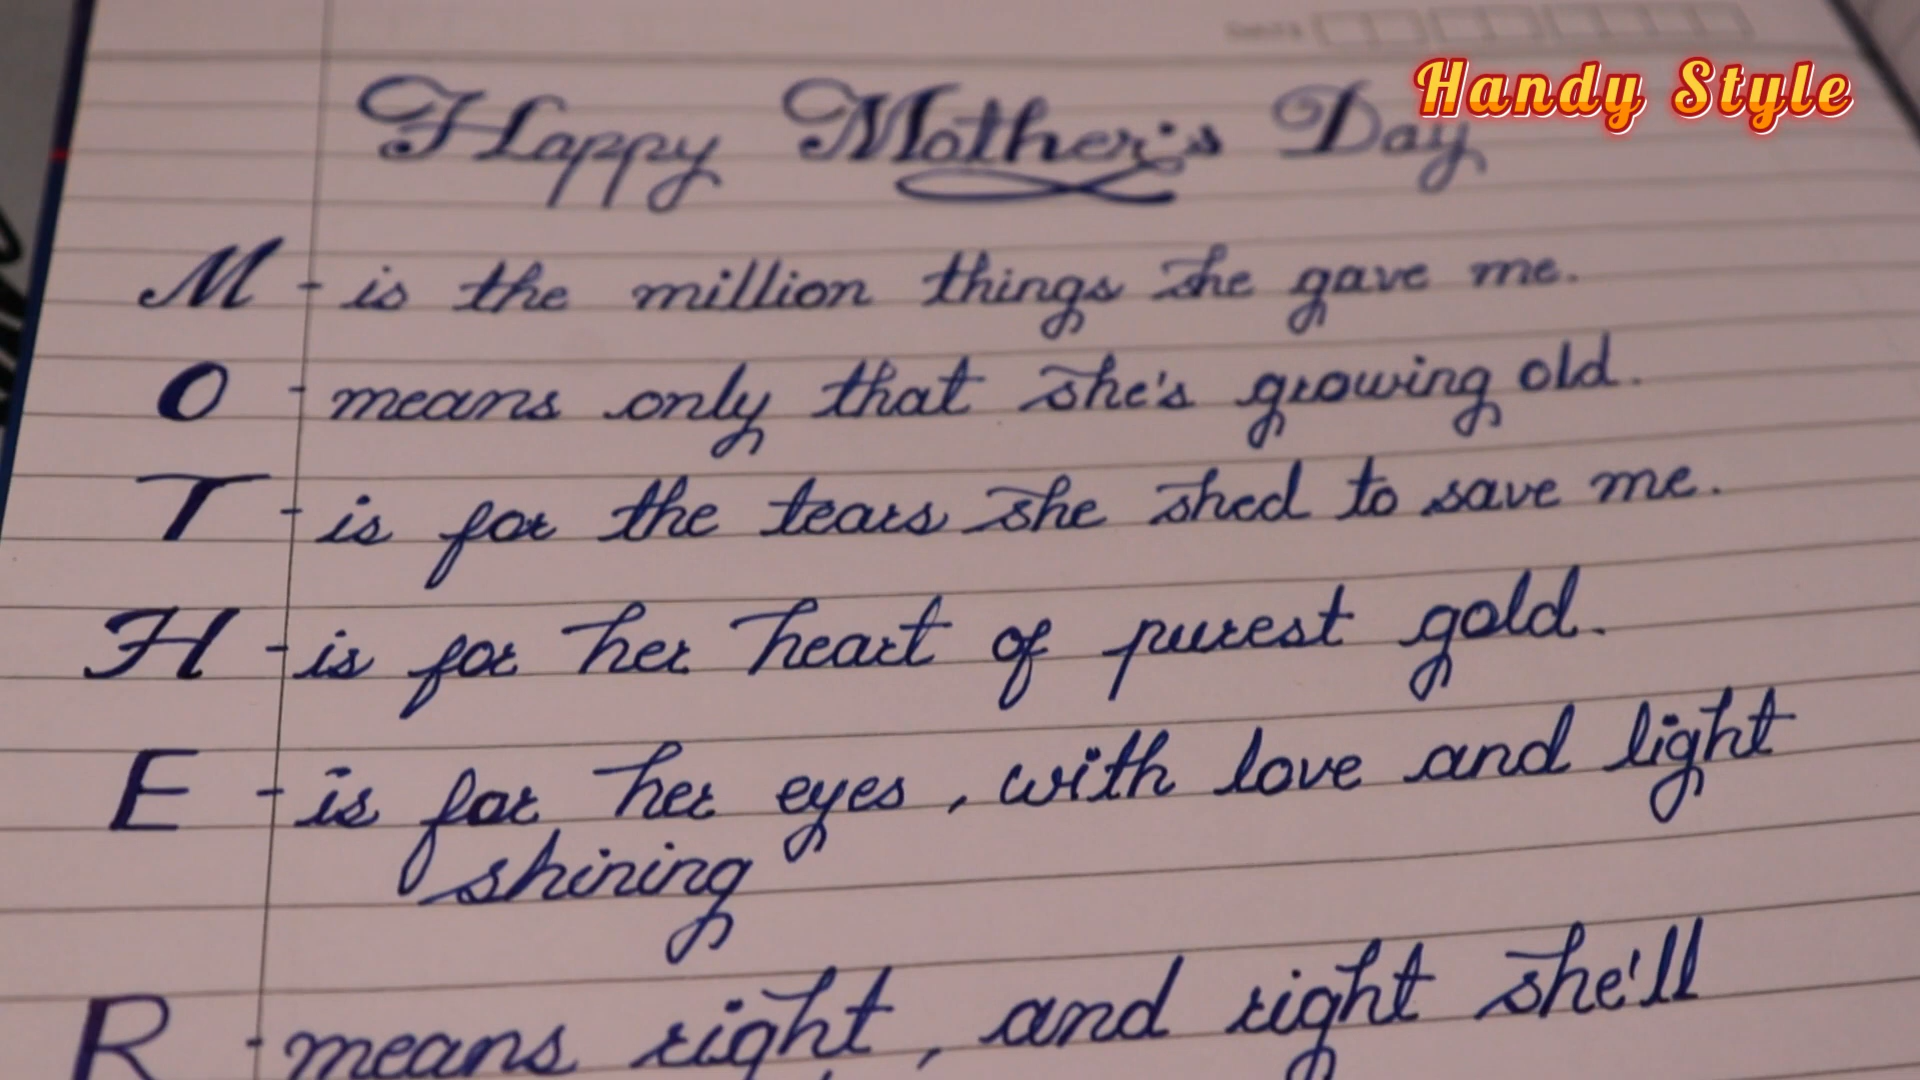 Handy Style
Happy Mother's Day
M - is the million things she gave me.
O - means only that she's growing old.
T - is for the tears she shed to save me.
H - is for her heart of purest gold.
E - is for her eyes, with love and light
shining
R - means right, and right she'll